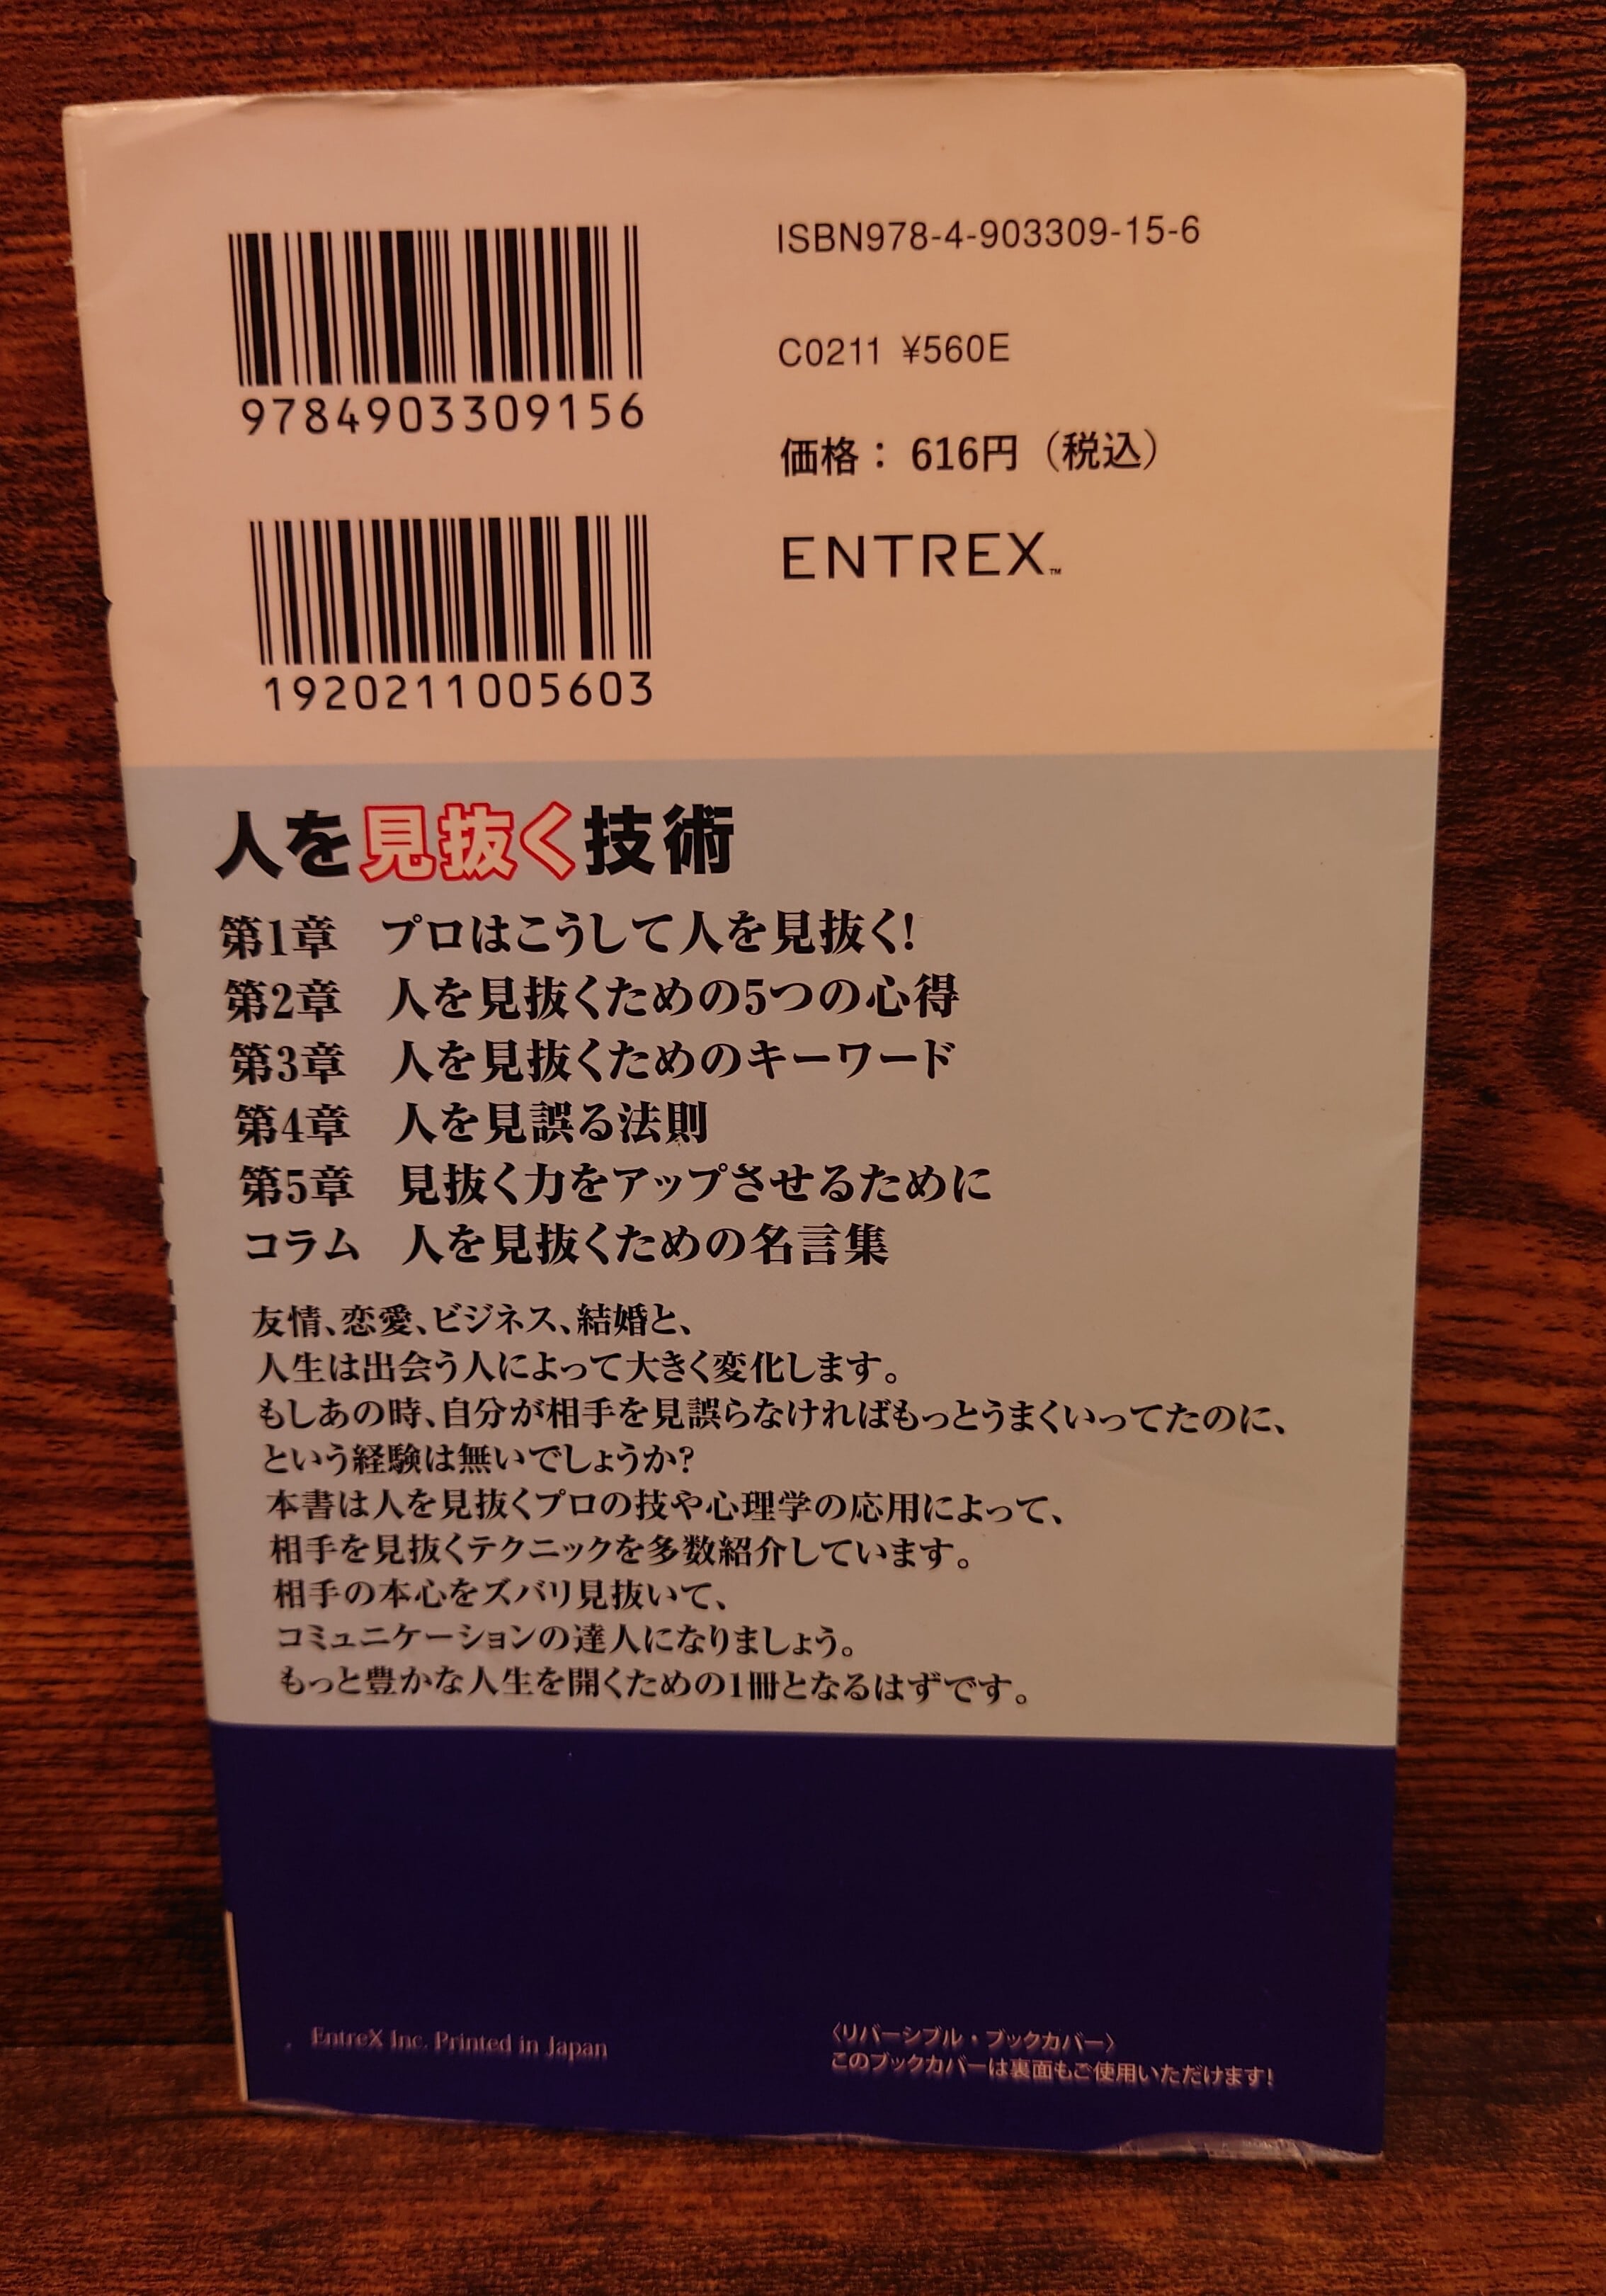 ISBN978-4-903309-15-6
9784903309156
C0211 ¥560E
価格： 616円（税込）
1920211005603
ENTREX™
人を見抜く技術
第1章　プロはこうして人を見抜く!
第2章　人を見抜くための5つの心得
第3章　人を見抜くためのキーワード
第4章　人を見誤る法則
第5章　見抜く力をアップさせるために
コラム　人を見抜くための名言集
友情、恋愛、ビジネス、結婚と、
人生は出会う人によって大きく変化します。
もしあの時、自分が相手を見誤らなければもっとうまくいってたのに、
という経験は無いでしょうか?
本書は人を見抜くプロの技や心理学の応用によって、
相手を見抜くテクニックを多数紹介しています。
相手の本心をズバリ見抜いて、
コミュニケーションの達人になりましょう。
もっと豊かな人生を開くための1冊となるはずです。
EntreX Inc. Printed in Japan
〈リバーシブル・ブックカバー〉
このブックカバーは裏面もご使用いただけます!